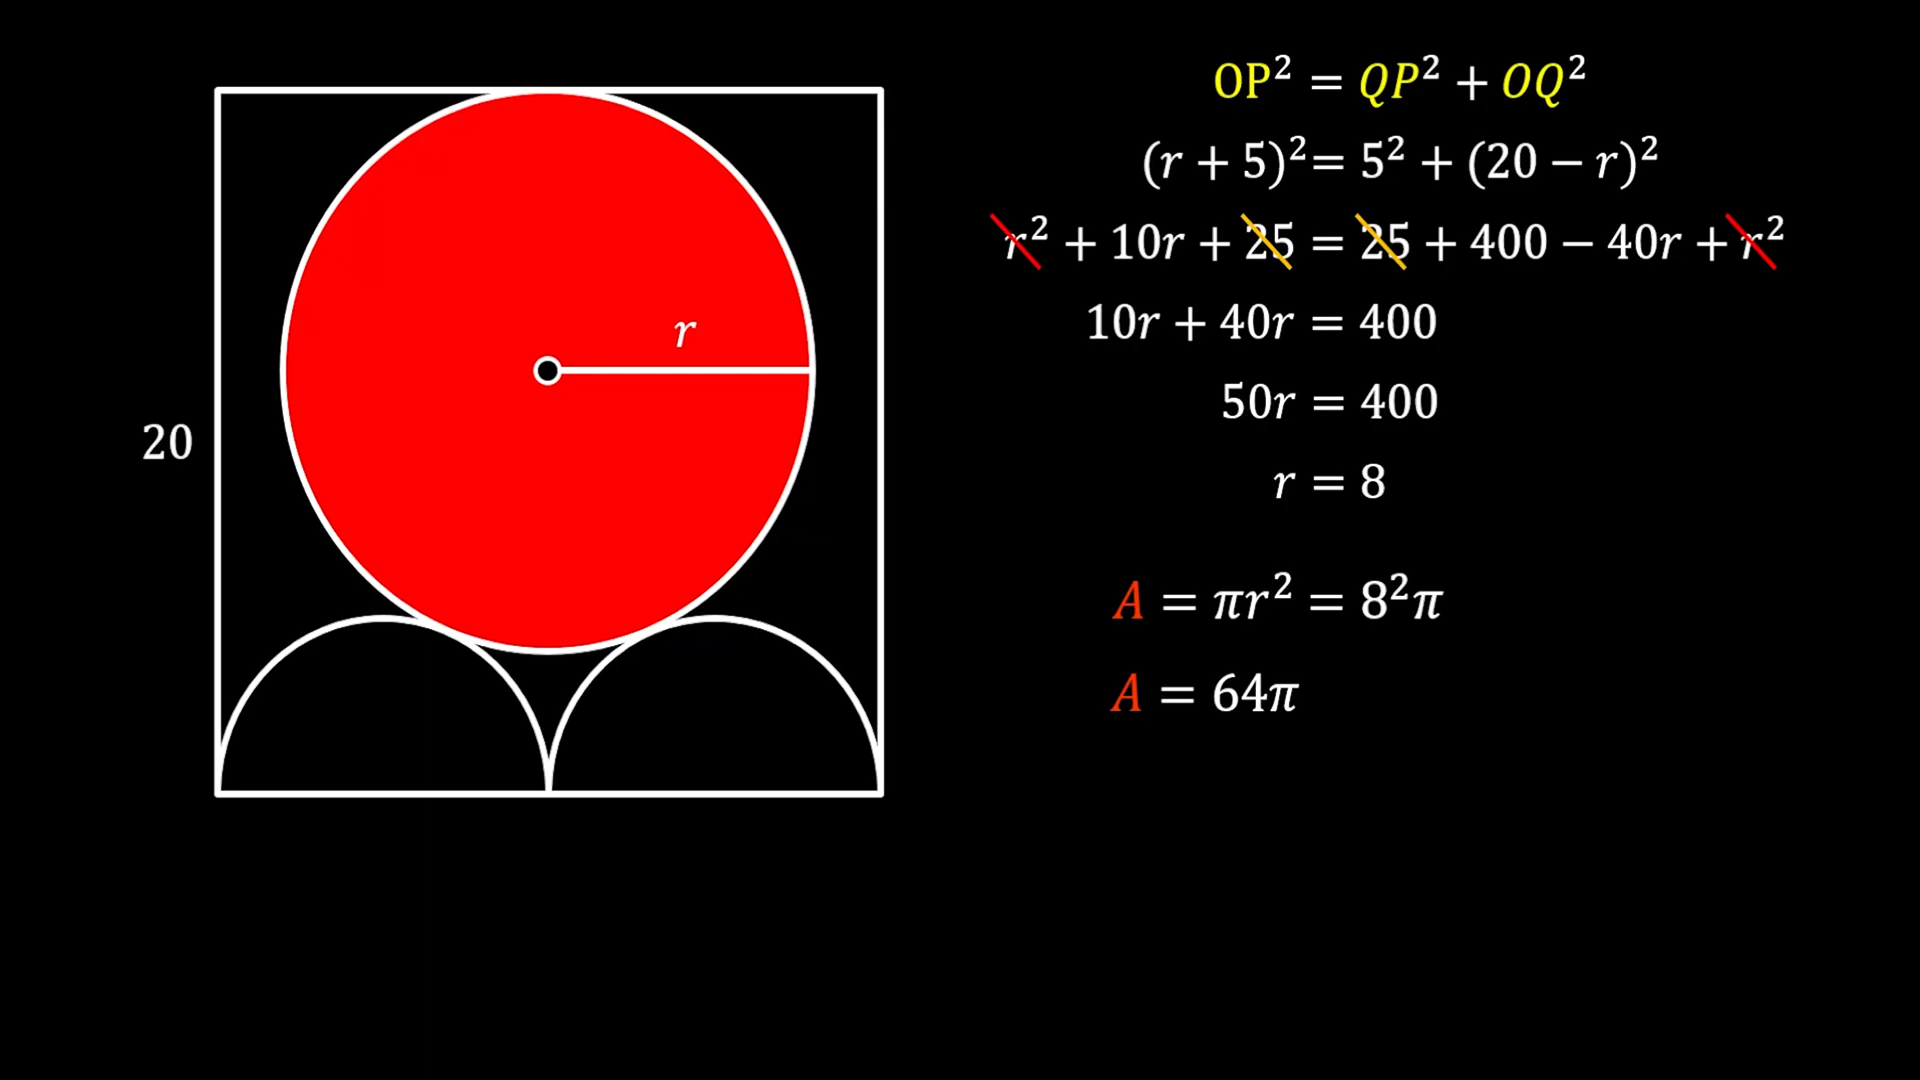 20
r
OP² = QP² + OQ²
(r + 5)² = 5² + (20 − r)²
r² + 10r + 25 = 25 + 400 − 40r + r²
10r + 40r = 400
50r = 400
r = 8
A = πr² = 8²π
A = 64π